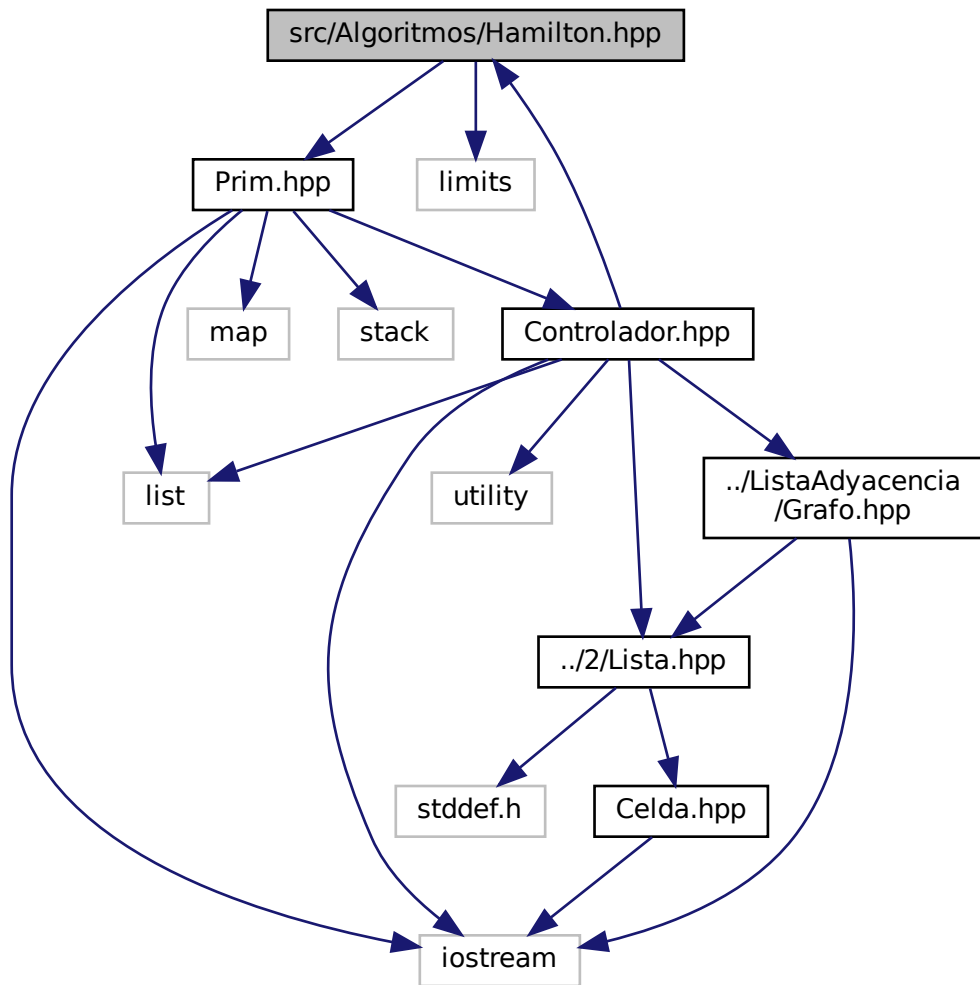 src/Algoritmos/Hamilton.hpp
Prim.hpp
limits
map
stack
Controlador.hpp
list
utility
../ListaAdyacencia
/Grafo.hpp
../2/Lista.hpp
stddef.h
Celda.hpp
iostream